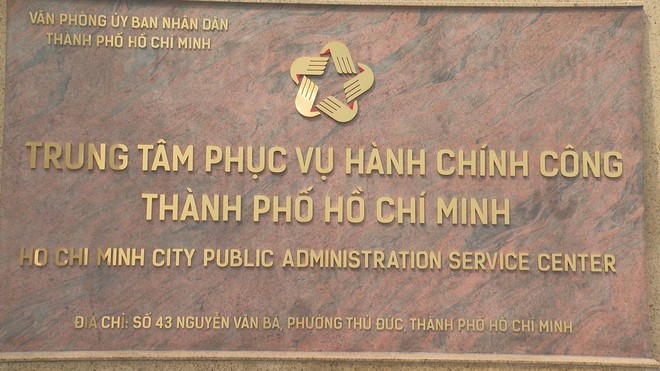 VĂN PHÒNG ỦY BAN NHÂN DÂN
THÀNH PHỐ HỒ CHÍ MINH
TRUNG TÂM PHỤC VỤ HÀNH CHÍNH CÔNG
THÀNH PHỐ HỒ CHÍ MINH
HO CHI MINH CITY PUBLIC ADMINISTRATION SERVICE CENTER
ĐỊA CHỈ: SỐ 43 NGUYỄN VĂN BÁ, PHƯỜNG THỦ ĐỨC, THÀNH PHỐ HỒ CHÍ MINH